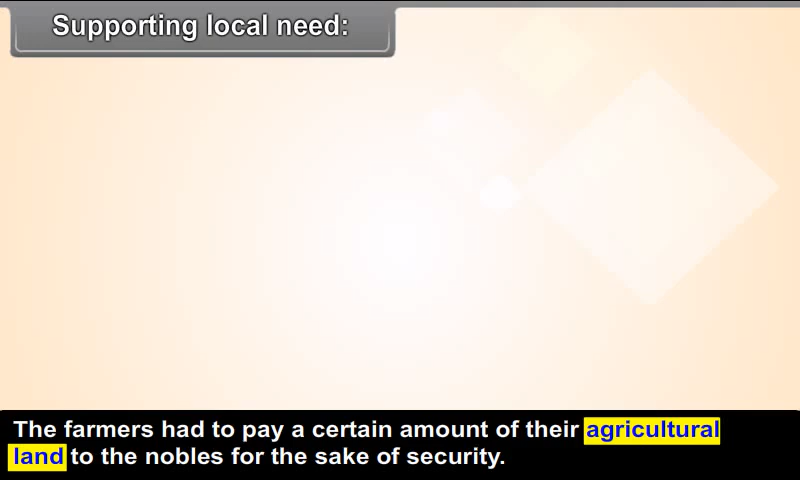 Supporting local need:
The farmers had to pay a certain amount of their agricultural
land to the nobles for the sake of security.